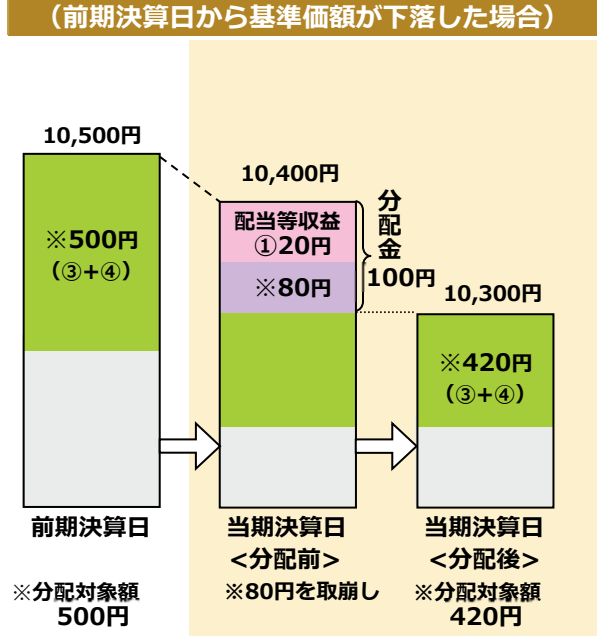 （前期決算日から基準価額が下落した場合）
10,500円
※500円
（③＋④）
前期決算日
※分配対象額
500円
10,400円
配当等収益
①20円
※80円
分配金
100円
当期決算日
<分配前>
※80円を取崩し
10,300円
※420円
（③＋④）
当期決算日
<分配後>
※分配対象額
420円